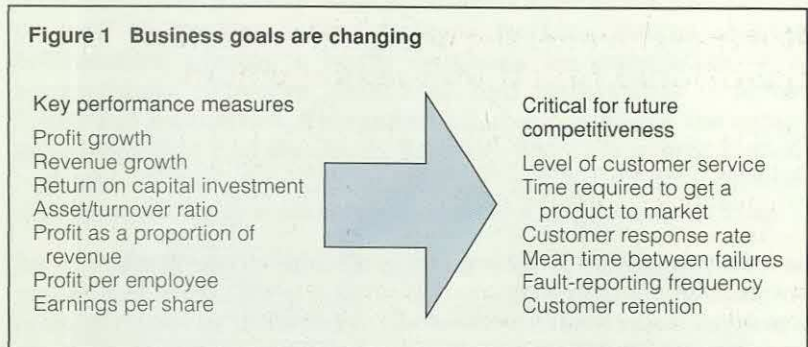 Figure 1 Business goals are changing
Key performance measures
Profit growth
Revenue growth
Return on capital investment
Asset/turnover ratio
Profit as a proportion of
revenue
Profit per employee
Earnings per share
Critical for future
competitiveness
Level of customer service
Time required to get a
product to market
Customer response rate
Mean time between failures
Fault-reporting frequency
Customer retention